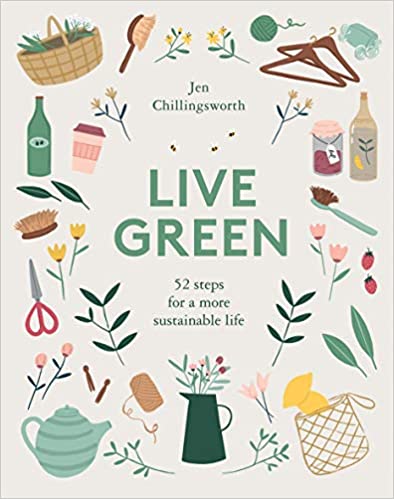 Jen
Chillingsworth
LIVE
GREEN
52 steps
for a more
sustainable life